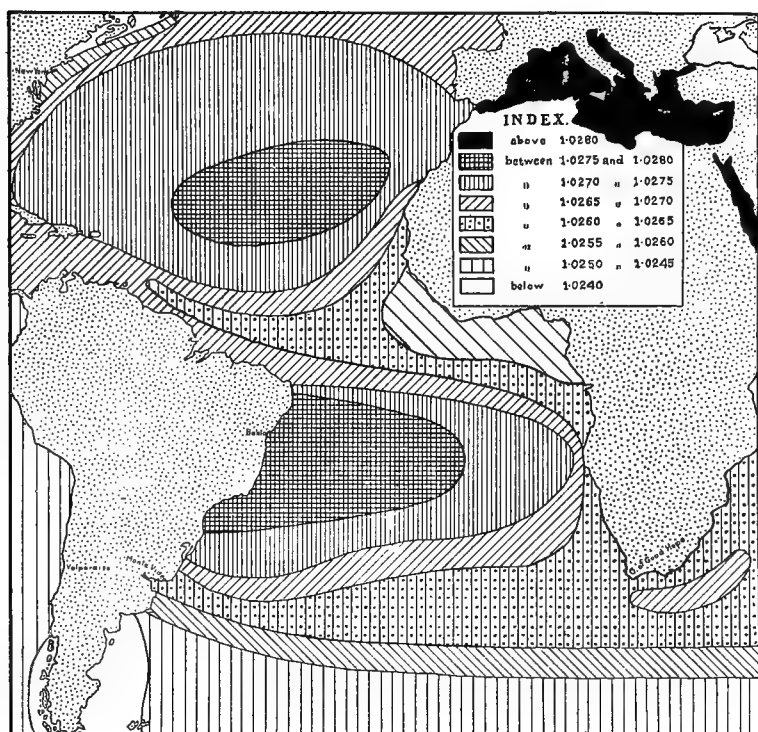 New York
INDEX.
above 1·0280
between 1·0275 and 1·0280
" 1·0270 " 1·0275
" 1·0265 " 1·0270
" 1·0260 " 1·0265
" 1·0255 " 1·0260
" 1·0250 " 1·0245
below 1·0240
Bahia
Good Hope
Valparaiso
Monte